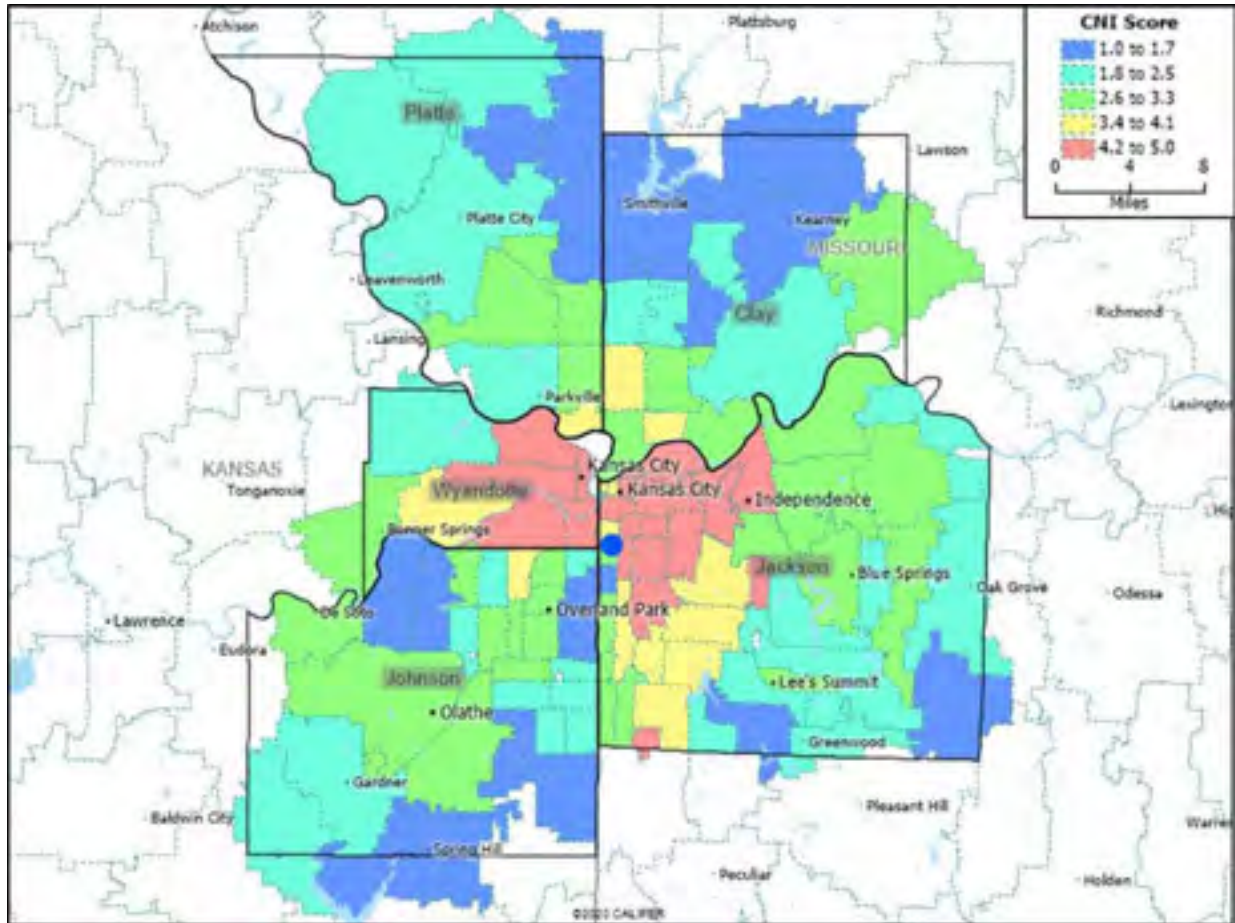 Atchison
Plattsburg
CNI Score
1.0 to 1.7
1.8 to 2.5
2.6 to 3.3
3.4 to 4.1
4.2 to 5.0
0 4 8
Miles
Platte
Lawson
Smithville
Kearney
Platte City
MISSOURI
Leavenworth
Clay
Richmond
Lansing
Parkville
Lexington
KANSAS
Tonganoxie
Kansas City
Wyandotte
Kansas City
Independence
Bonner Springs
Jackson
Blue Springs
Oak Grove
Odessa
De Soto
Overland Park
Lawrence
Eudora
Johnson
Lee's Summit
Olathe
Greenwood
Gardner
Baldwin City
Pleasant Hill
Warre
Spring Hill
Peculiar
Holden
©2020 CALIPER